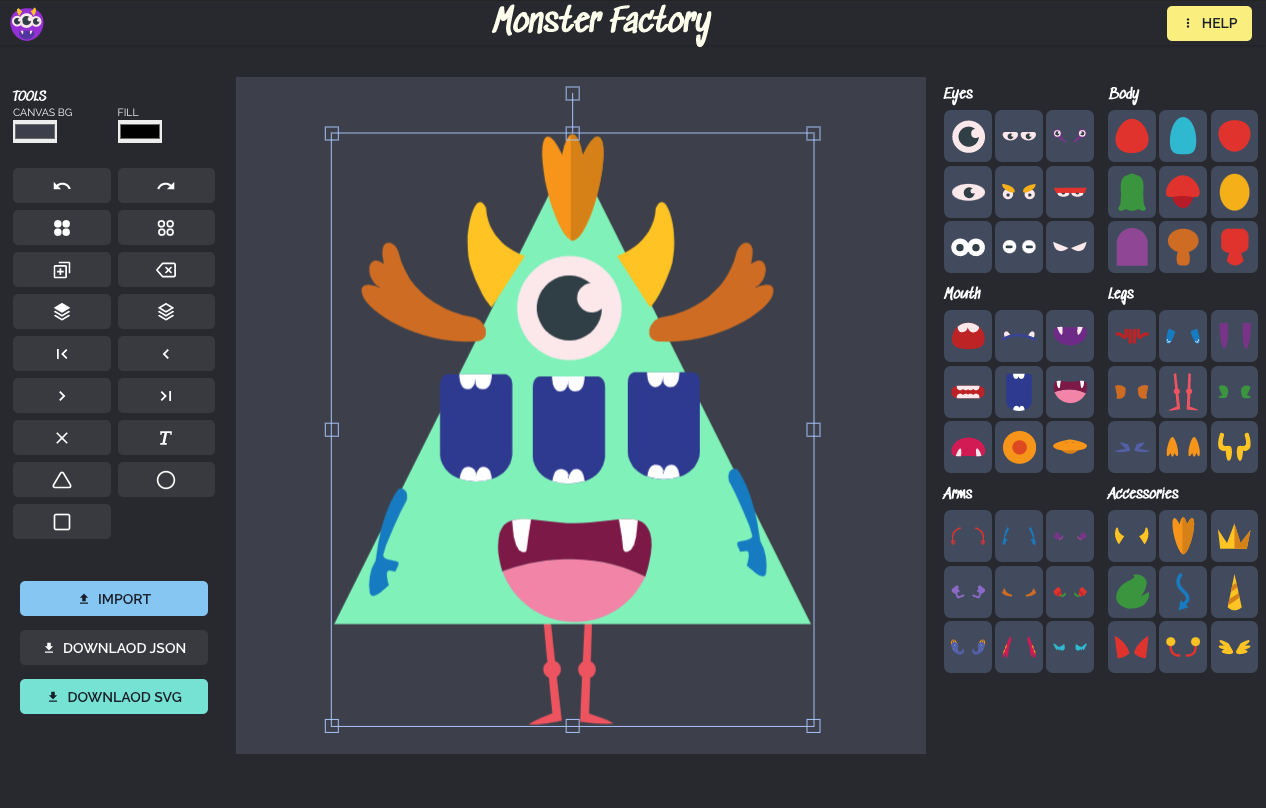 Monster Factory
HELP
TOOLS
CANVAS BG
FILL
T
IMPORT
DOWNLAOD JSON
DOWNLAOD SVG
Eyes
Body
Mouth
Legs
Arms
Accessories